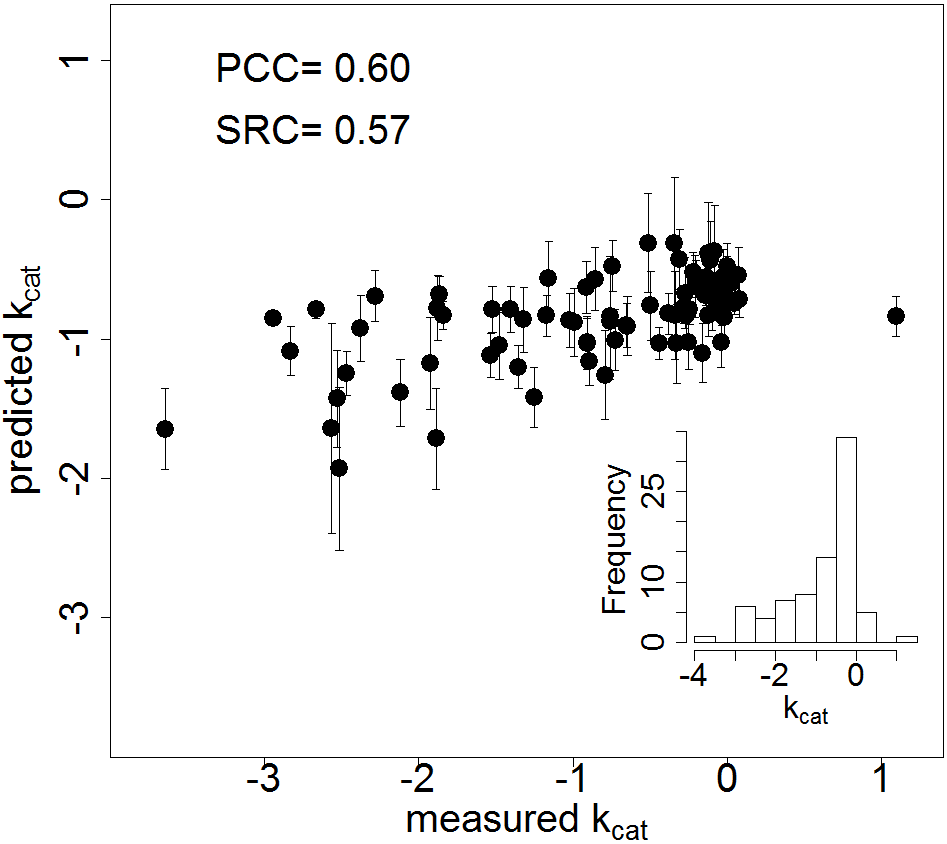 PCC= 0.60
SRC= 0.57
predicted kcat
1
0
-1
-2
-3
-3
-2
-1
0
1
measured kcat
Frequency
25
10
0
-4
-2
0
kcat